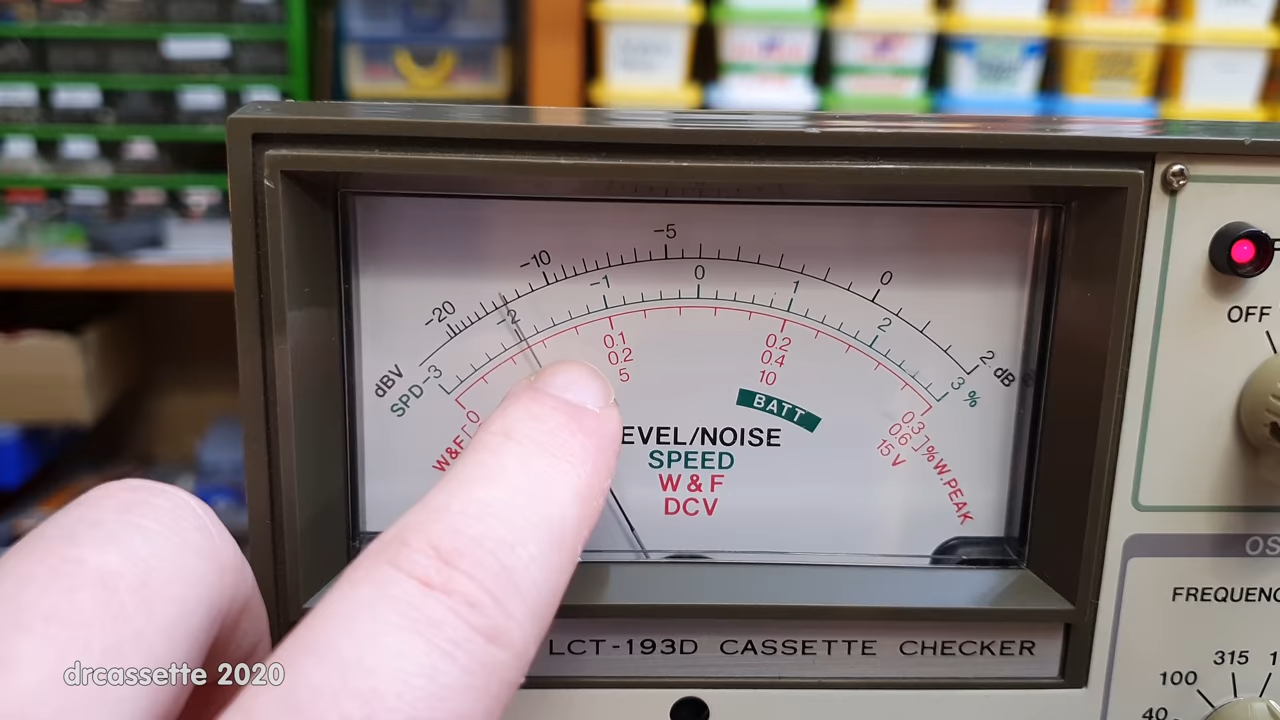 -5
-10
0
-20
0
-1
1
-2
2
2 dB
dBV
SPD-3
3 %
0.1
0.2
5
0.2
0.4
10
0
W&F
0.3
0.6
15 V
% W.PEAK
BATT
EVEL/NOISE
SPEED
W & F
DCV
OFF
OS
FREQUENC
315
1
100
40
LCT-193D CASSETTE CHECKER
drcassette 2020